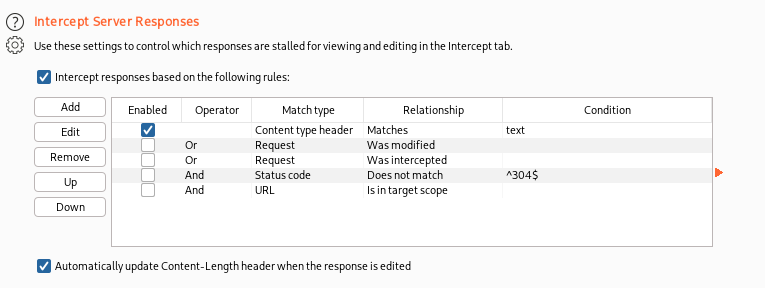 Intercept Server Responses
Use these settings to control which responses are stalled for viewing and editing in the Intercept tab.
Intercept responses based on the following rules:
Add
Edit
Remove
Up
Down
Enabled Operator Match type Relationship Condition
Content type header Matches text
Or Request Was modified
Or Request Was intercepted
And Status code Does not match ^304$
And URL Is in target scope
Automatically update Content-Length header when the response is edited